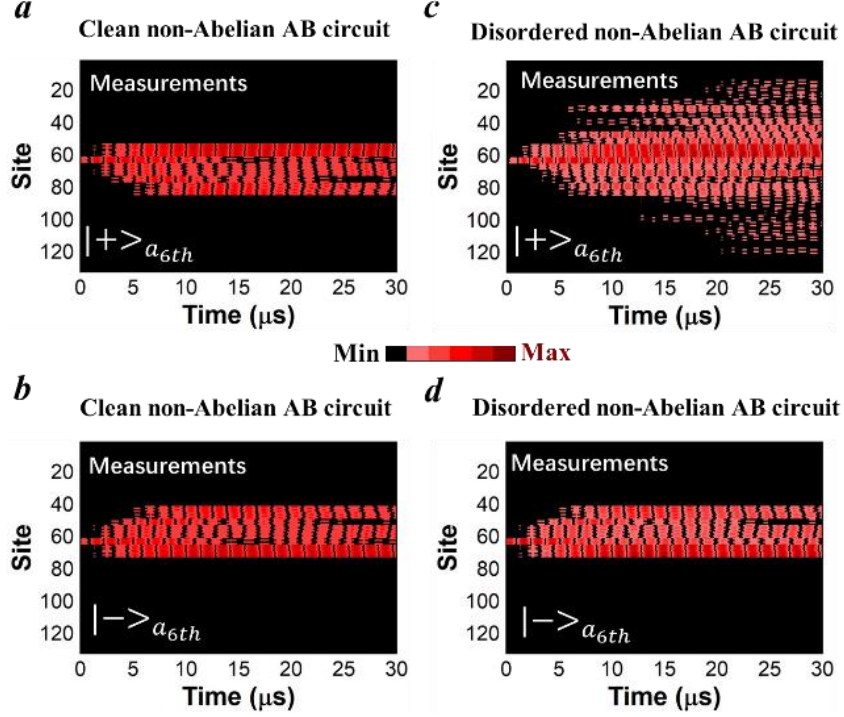 a
Clean non-Abelian AB circuit
Measurements
Site
20
40
60
80
100
120
|+>a6th
0 5 10 15 20 25 30
Time (μs)
c
Disordered non-Abelian AB circuit
Measurements
Site
20
40
60
80
100
120
|+>a6th
0 5 10 15 20 25 30
Time (μs)
Min Max
b
Clean non-Abelian AB circuit
Measurements
Site
20
40
60
80
100
120
|−>a6th
0 5 10 15 20 25 30
Time (μs)
d
Disordered non-Abelian AB circuit
Measurements
Site
20
40
60
80
100
120
|−>a6th
0 5 10 15 20 25 30
Time (μs)